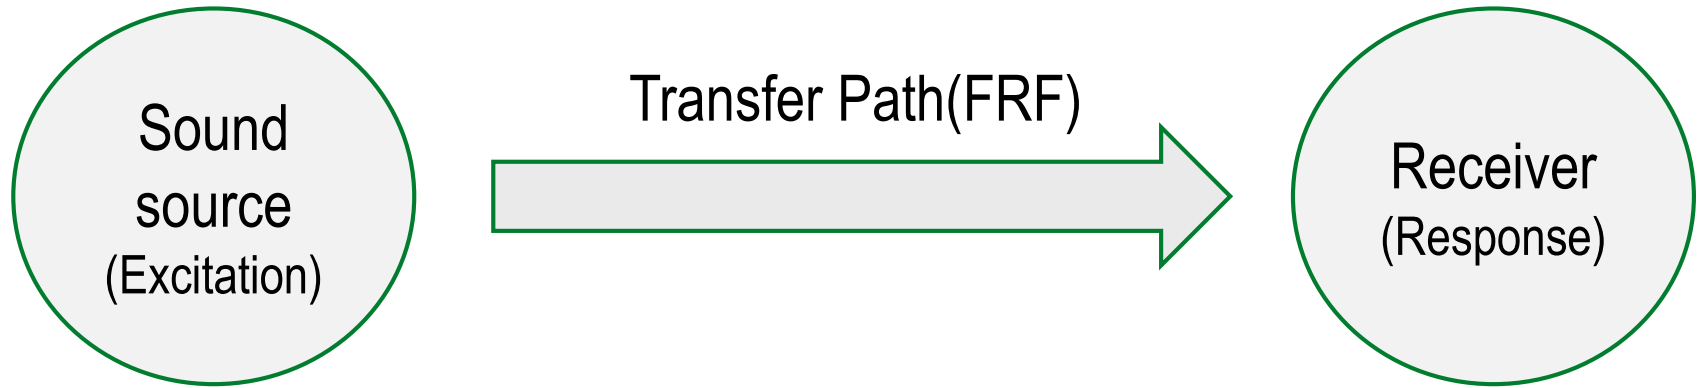 Sound
source
(Excitation)
Transfer Path(FRF)
Receiver
(Response)